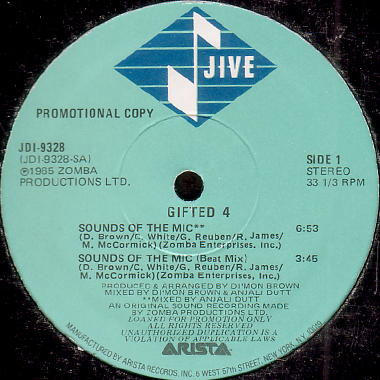 JIVE
PROMOTIONAL COPY
JDI-9328
(JDI-9328-SA)
℗1985 ZOMBA
PRODUCTIONS LTD.
SIDE 1
STEREO
33 1/3 RPM
GIFTED 4
SOUNDS OF THE MIC** 6:53
(D. Brown/C. White/G. Reuben/R. James/
M. McCormick)(Zomba Enterprises, Inc.)
SOUNDS OF THE MIC (Beat Mix) 3:45
(D. Brown/C. White/G. Reuben/R. James/
M. McCormick)(Zomba Enterprises, Inc.)
PRODUCED & ARRANGED BY DI'MON BROWN
MIXED BY DI'MON BROWN & ANJALI DUTT
**MIXED BY ANJALI DUTT
AN ORIGINAL SOUND RECORDING MADE
BY ZOMBA PRODUCTIONS LTD.
LOANED FOR PROMOTION ONLY
ALL RIGHTS RESERVED
UNAUTHORIZED DUPLICATION IS A
VIOLATION OF APPLICABLE LAWS
ARISTA
MANUFACTURED BY ARISTA RECORDS, INC. 6 WEST 57th STREET, NEW YORK, NY 10019